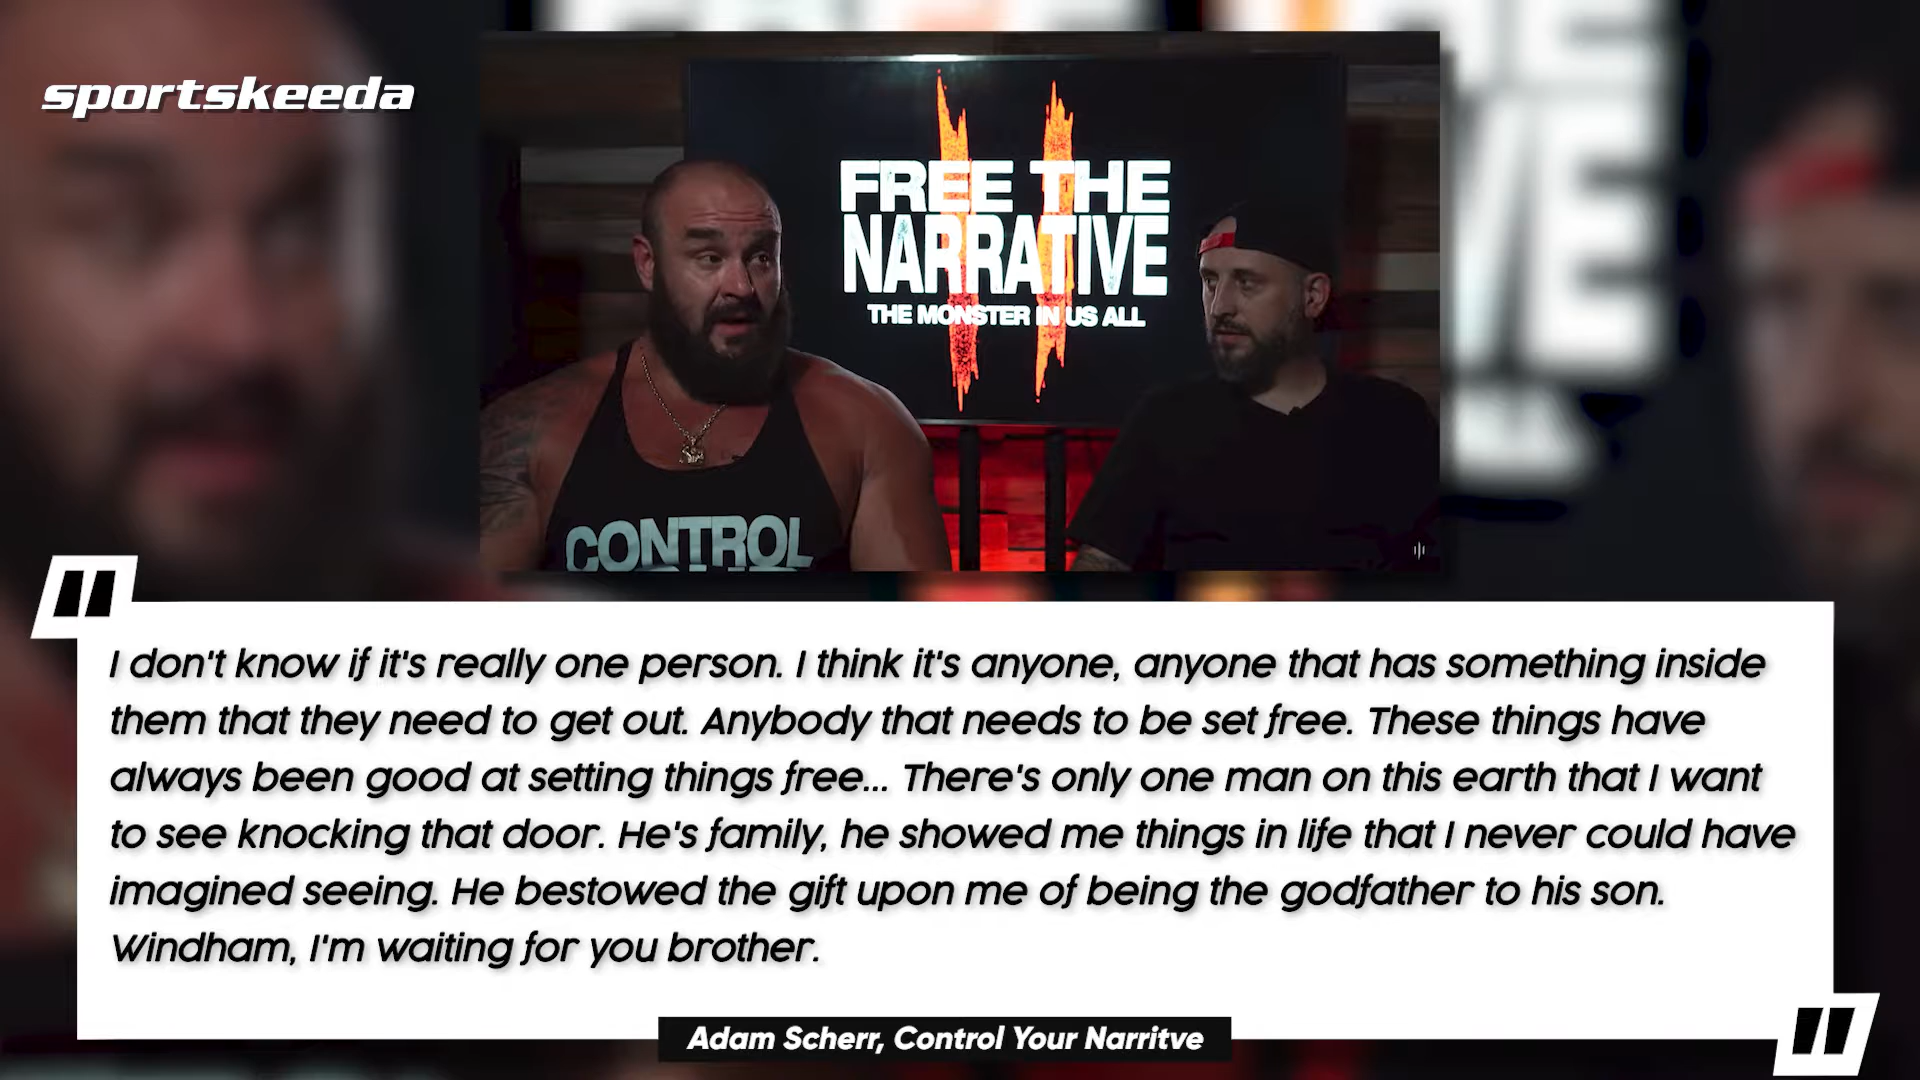 sportskeeda
FREE THE
NARRATIVE
THE MONSTER IN US ALL
CONTROL
I don't know if it's really one person. I think it's anyone, anyone that has something inside
them that they need to get out. Anybody that needs to be set free. These things have
always been good at setting things free... There's only one man on this earth that I want
to see knocking that door. He's family, he showed me things in life that I never could have
imagined seeing. He bestowed the gift upon me of being the godfather to his son.
Windham, I'm waiting for you brother.
Adam Scherr, Control Your Narritve